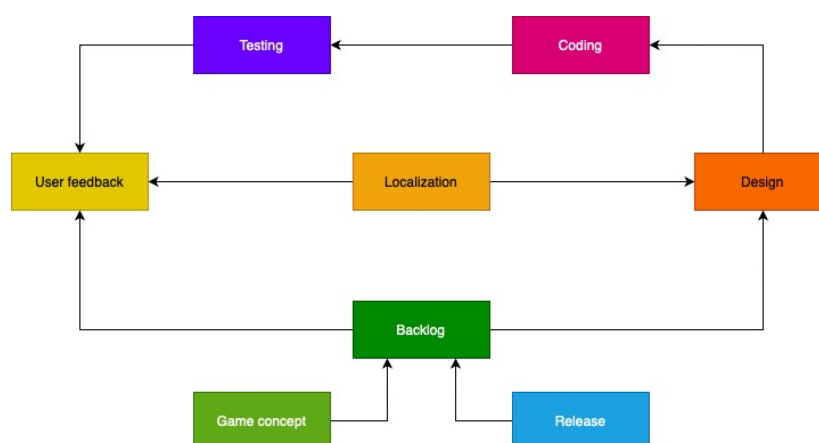 Testing
Coding
User feedback
Localization
Design
Backlog
Game concept
Release